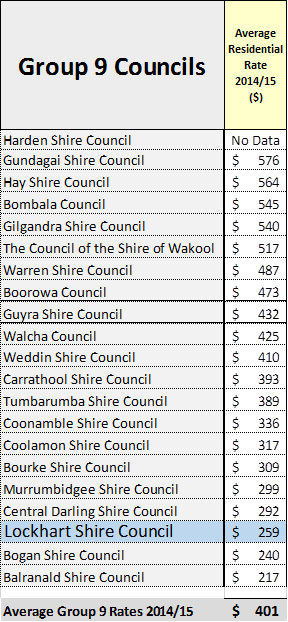 Group 9 Councils
Average
Residential
Rate
2014/15
($)
Harden Shire Council No Data
Gundagai Shire Council $ 576
Hay Shire Council $ 564
Bombala Council $ 545
Gilgandra Shire Council $ 540
The Council of the Shire of Wakool $ 517
Warren Shire Council $ 487
Boorowa Council $ 473
Guyra Shire Council $ 432
Walcha Council $ 425
Weddin Shire Council $ 410
Carrathool Shire Council $ 393
Tumbarumba Shire Council $ 389
Coonamble Shire Council $ 336
Coolamon Shire Council $ 317
Bourke Shire Council $ 309
Murrumbidgee Shire Council $ 299
Central Darling Shire Council $ 292
Lockhart Shire Council $ 259
Bogan Shire Council $ 240
Balranald Shire Council $ 217
Average Group 9 Rates 2014/15 $ 401